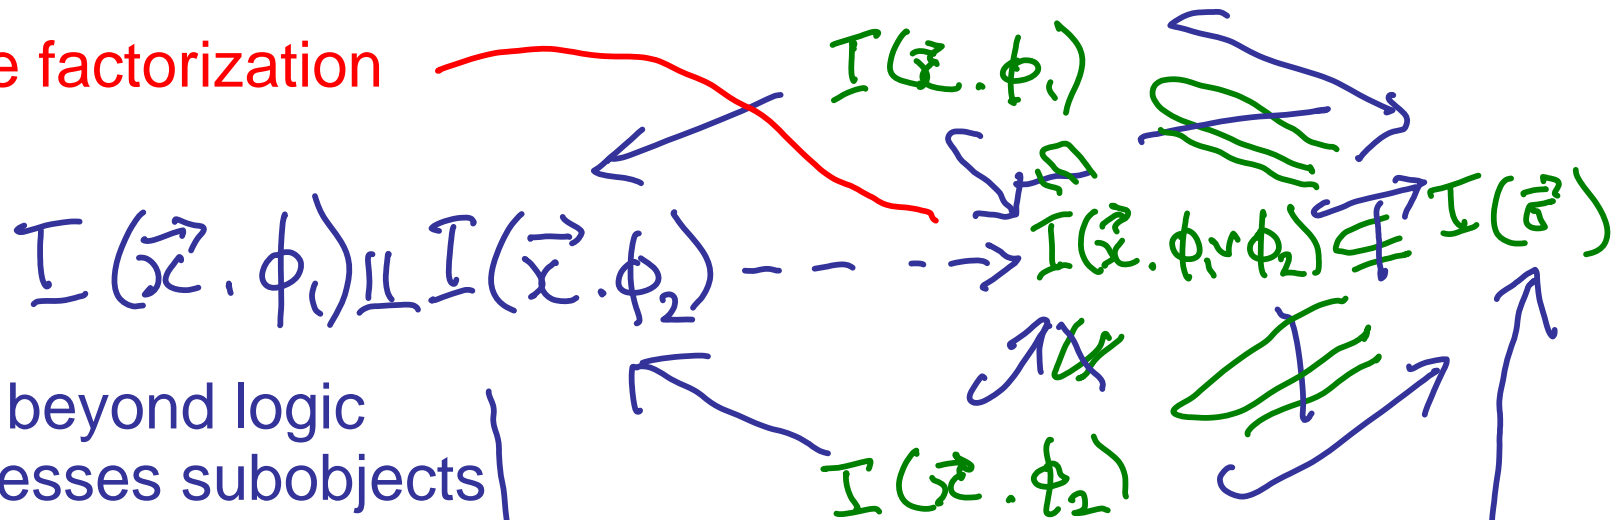 e factorization
I(x⃗.ϕ₁)
I(x⃗.ϕ₁)⨿I(x⃗.ϕ₂) I(x⃗.ϕ₁∨ϕ₂) I(σ⃗)
beyond logic
esses subobjects
I(x⃗.ϕ₂)